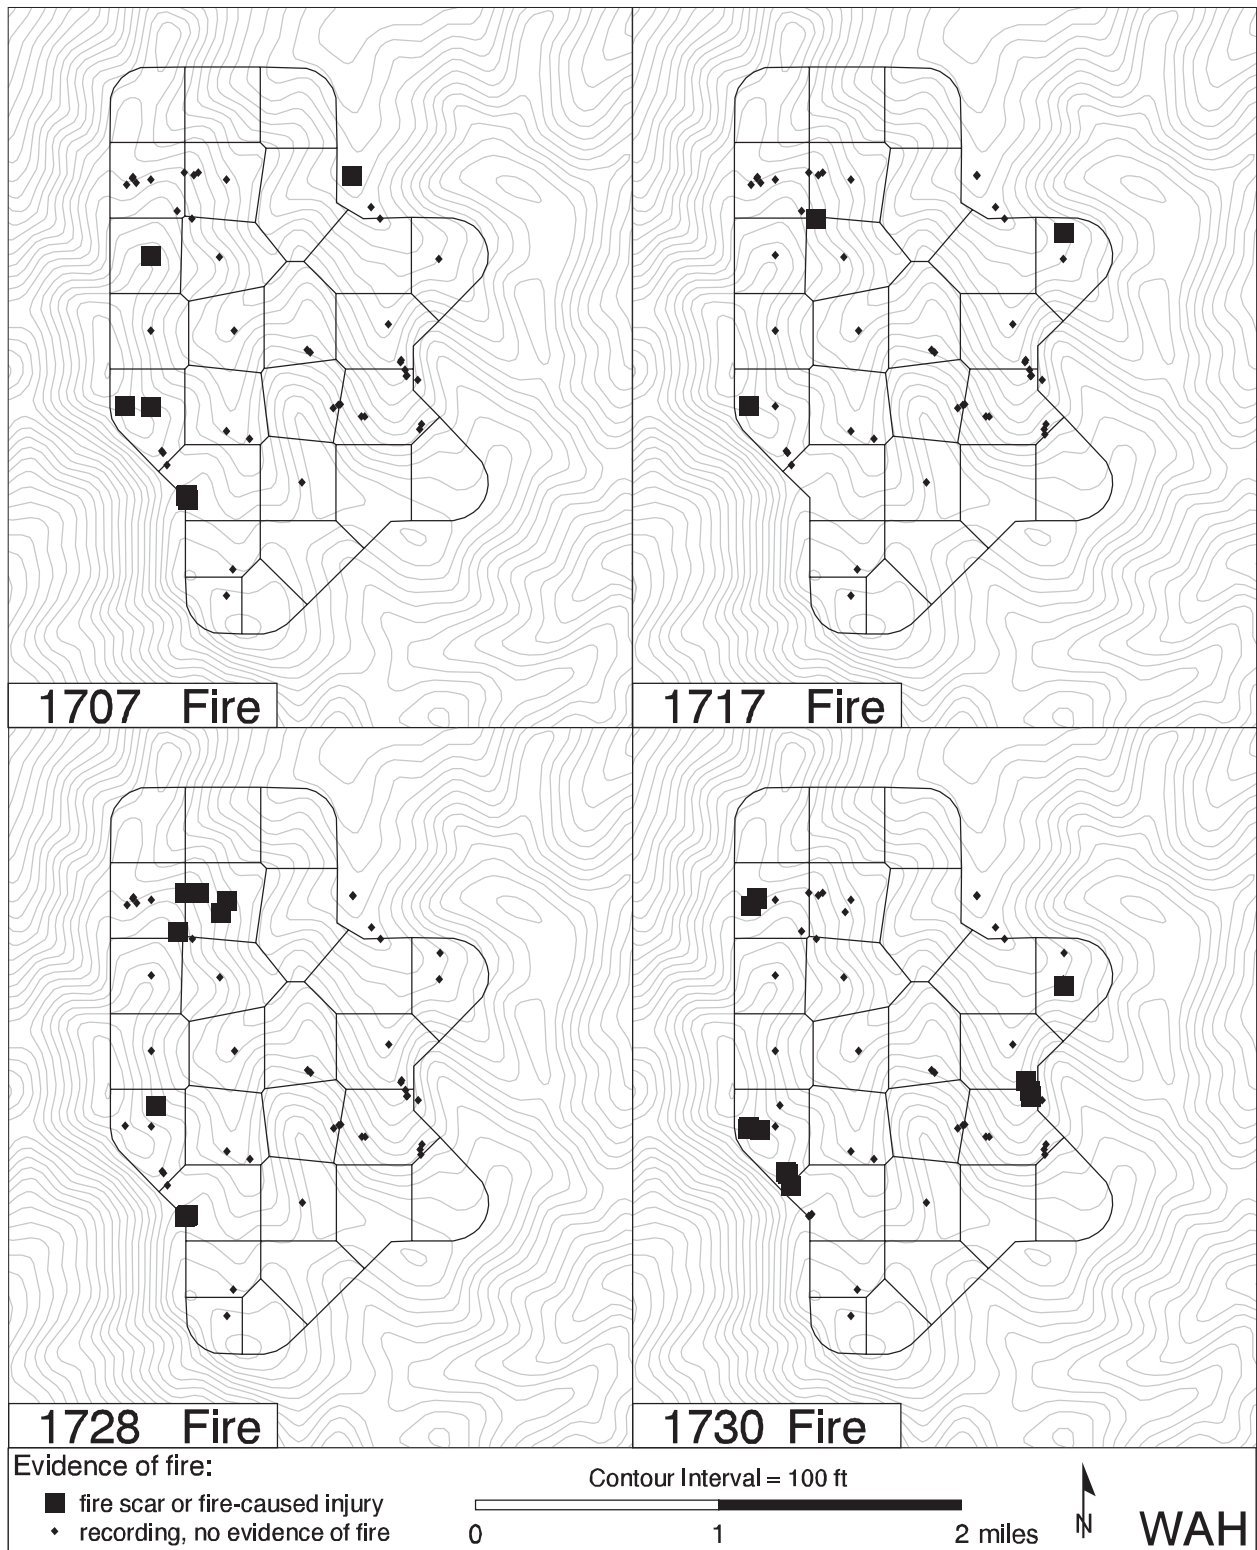 1707 Fire
1717 Fire
1728 Fire
1730 Fire
Evidence of fire:
fire scar or fire-caused injury
recording, no evidence of fire
Contour Interval = 100 ft
0 1 2 miles
N
WAH